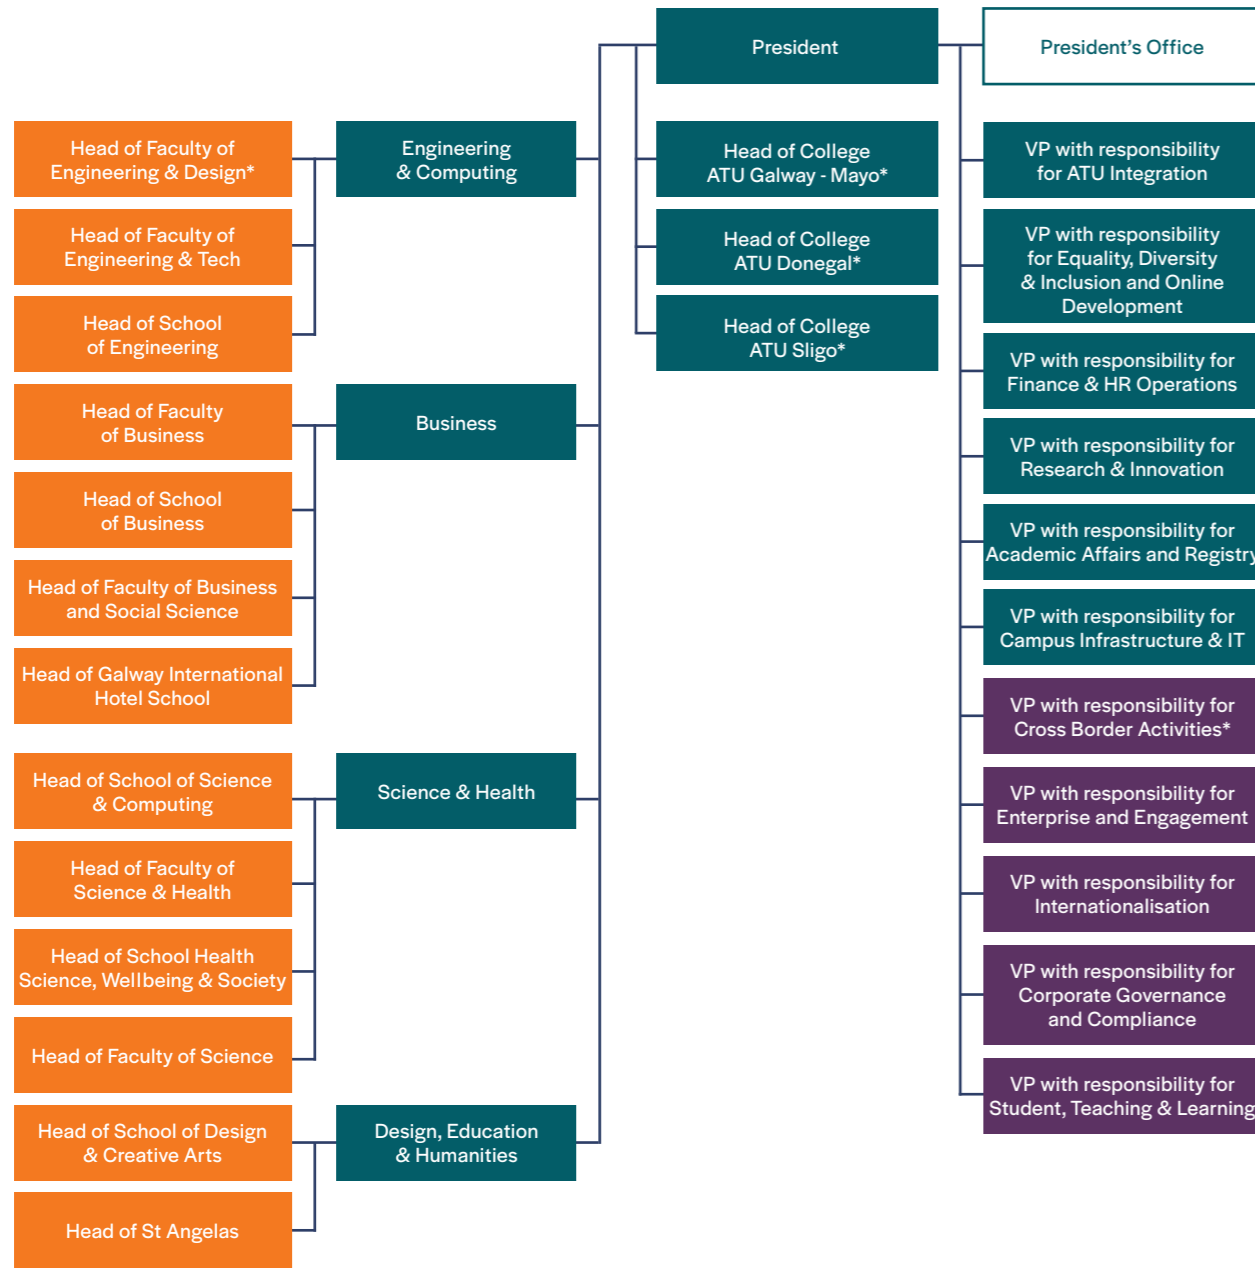 President
President’s Office
Head of Faculty of
Engineering & Design*
Head of Faculty of
Engineering & Tech
Head of School
of Engineering
Engineering
& Computing
Head of Faculty
of Business
Head of School
of Business
Head of Faculty of Business
and Social Science
Head of Galway International
Hotel School
Business
Head of School of Science
& Computing
Head of Faculty of
Science & Health
Head of School Health
Science, Wellbeing & Society
Head of Faculty of Science
Science & Health
Head of School of Design
& Creative Arts
Head of St Angelas
Design, Education
& Humanities
Head of College
ATU Galway - Mayo*
Head of College
ATU Donegal*
Head of College
ATU Sligo*
VP with responsibility
for ATU Integration
VP with responsibility
for Equality, Diversity
& Inclusion and Online
Development
VP with responsibility for
Finance & HR Operations
VP with responsibility for
Research & Innovation
VP with responsibility for
Academic Affairs and Registry
VP with responsibility for
Campus Infrastructure & IT
VP with responsibility for
Cross Border Activities*
VP with responsibility for
Enterprise and Engagement
VP with responsibility for
Internationalisation
VP with responsibility for
Corporate Governance
and Compliance
VP with responsibility for
Student, Teaching & Learning